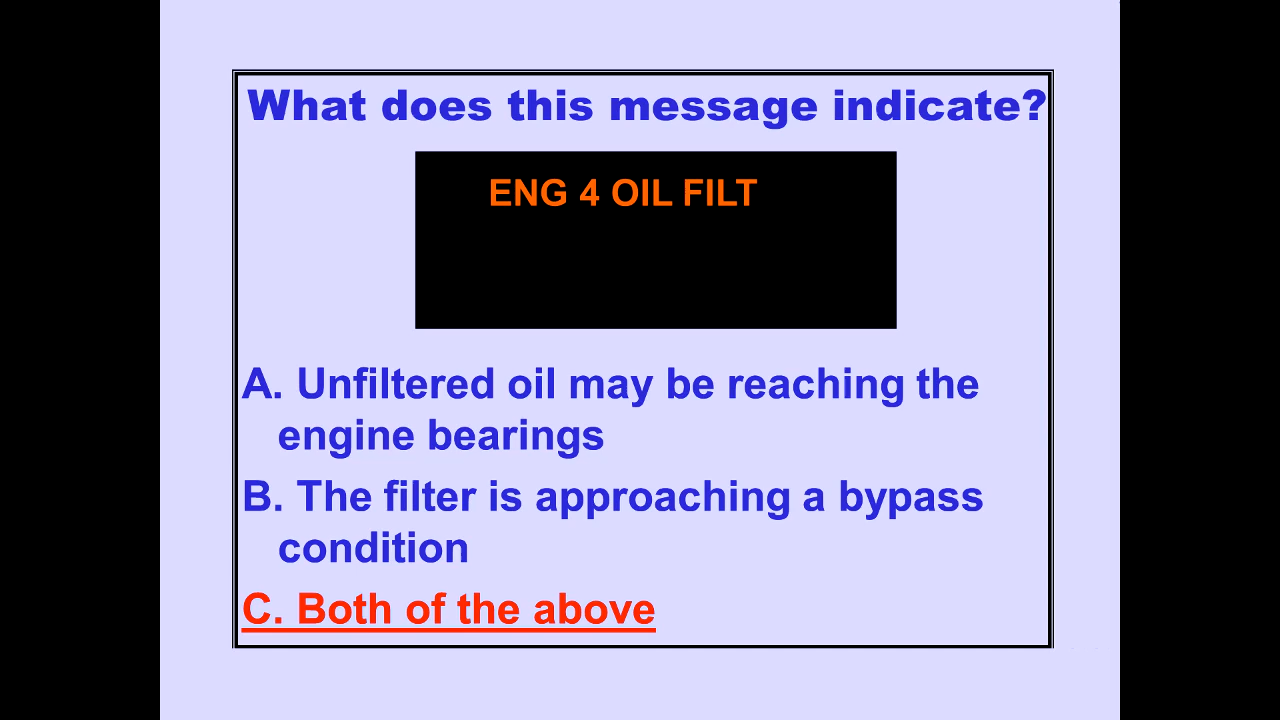 What does this message indicate?
ENG 4 OIL FILT
A. Unfiltered oil may be reaching the
engine bearings
B. The filter is approaching a bypass
condition
C. Both of the above